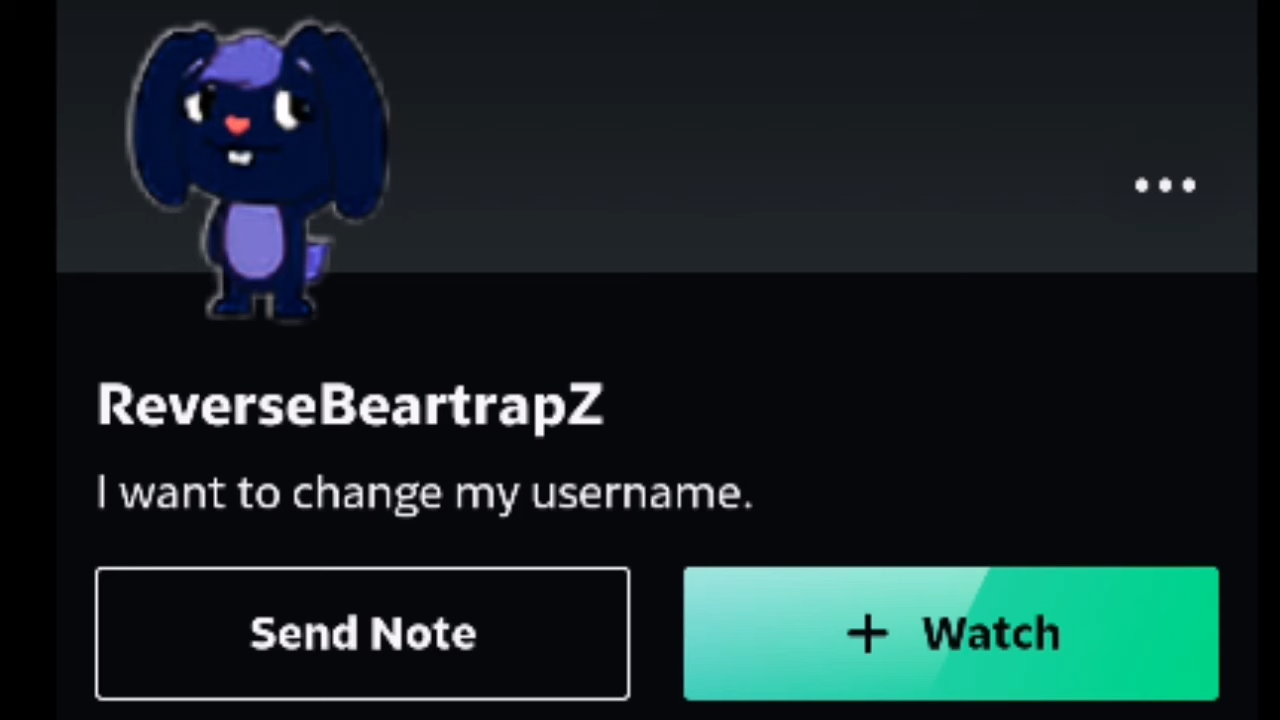 ReverseBeartrapZ
I want to change my username.
Send Note
+ Watch